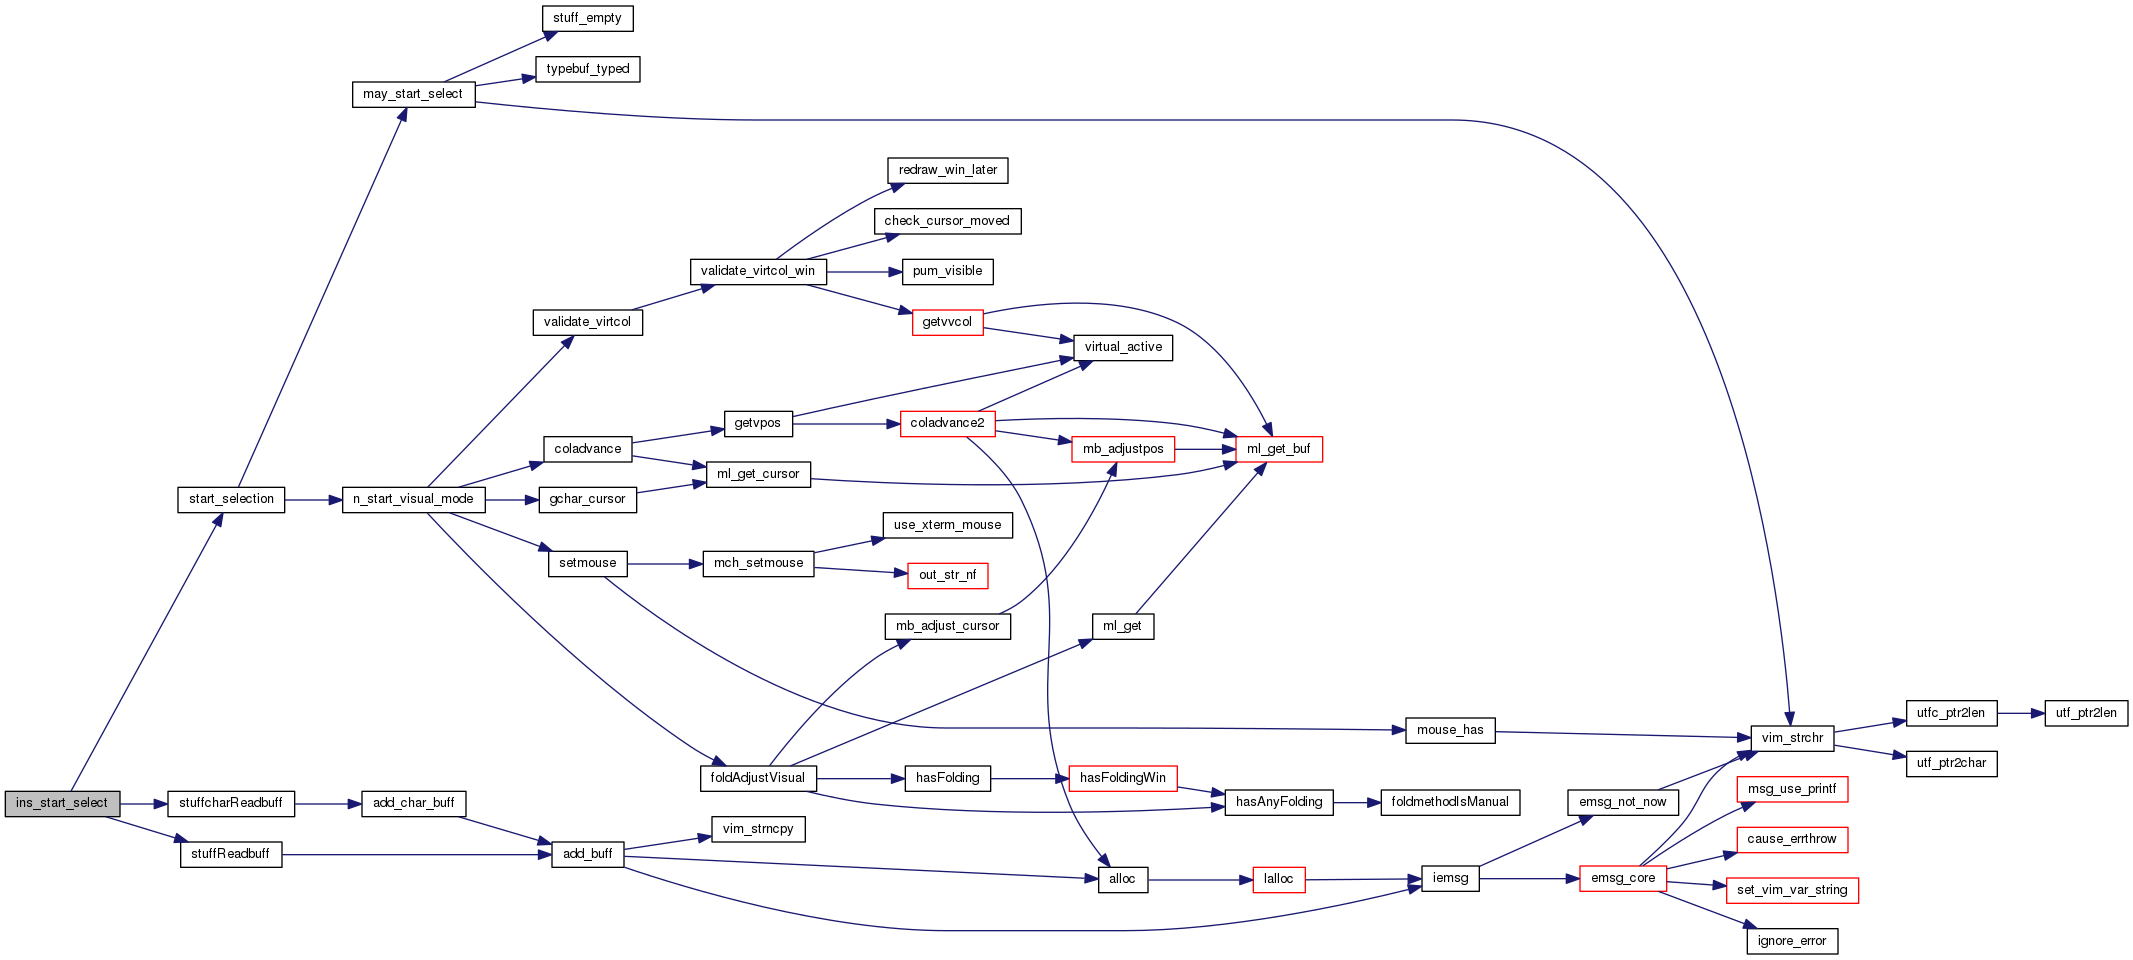 stuff_empty
typebuf_typed
may_start_select
redraw_win_later
check_cursor_moved
validate_virtcol_win
pum_visible
validate_virtcol
getvvcol
virtual_active
getvpos
coladvance2
coladvance
mb_adjustpos
ml_get_buf
ml_get_cursor
start_selection
n_start_visual_mode
gchar_cursor
use_xterm_mouse
setmouse
mch_setmouse
out_str_nf
mb_adjust_cursor
ml_get
utfc_ptr2len
utf_ptr2len
mouse_has
vim_strchr
utf_ptr2char
foldAdjustVisual
hasFolding
hasFoldingWin
msg_use_printf
ins_start_select
stuffcharReadbuff
add_char_buff
hasAnyFolding
foldmethodIsManual
emsg_not_now
vim_strncpy
cause_errthrow
stuffReadbuff
add_buff
alloc
lalloc
iemsg
emsg_core
set_vim_var_string
ignore_error